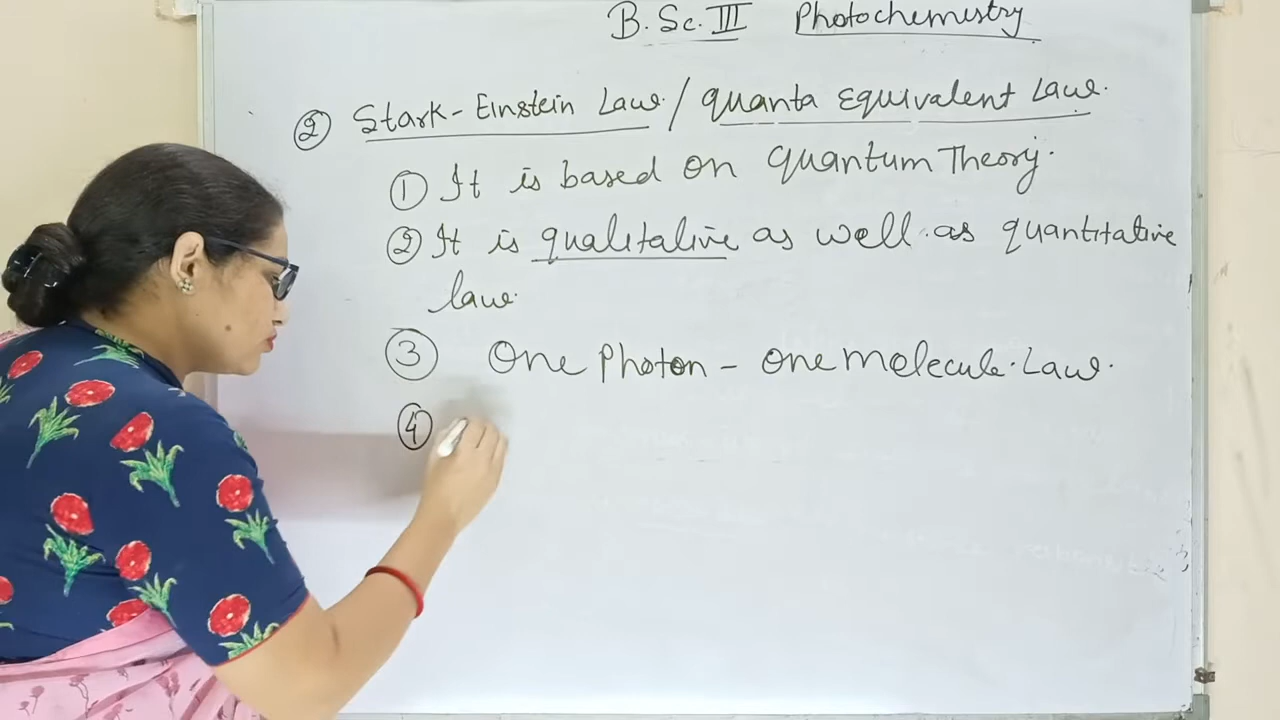 B.Sc.III Photochemistry
② Stark-Einstein Law./quanta Equivalent Law.
① It is based on quantum Theory.
② It is qualitative as well as quantitative
law.
③ One Photon - one molecule. Law.
④